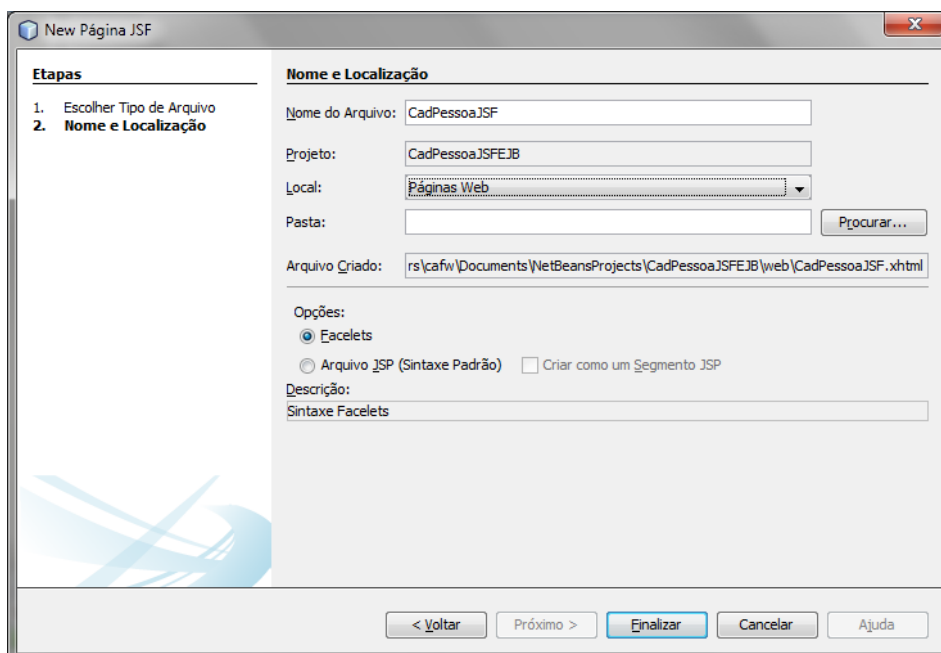 New Página JSF
Etapas
1. Escolher Tipo de Arquivo
2. Nome e Localização
Nome e Localização
Nome do Arquivo: CadPessoaJSF
Projeto: CadPessoaJSFEJB
Local: Páginas Web
Pasta: Procurar...
Arquivo Criado: rs\cafw\Documents\NetBeansProjects\CadPessoaJSFEJB\web\CadPessoaJSF.xhtml
Opções:
Facelets
Arquivo JSP (Sintaxe Padrão) Criar como um Segmento JSP
Descrição:
Sintaxe Facelets
< Voltar Próximo > Finalizar Cancelar Ajuda